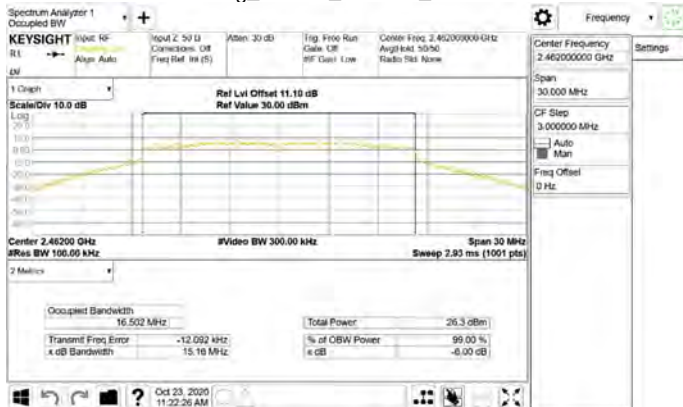 Spectrum Analyzer 1
Occupied BW
+
Frequency
KEYSIGHT
Input: RF
Input Z: 50 Ω
Atten: 30 dB
Trig: Free Run
Center Freq: 2.462000000 GHz
Corrections: Off
Gate: Off
Avg|Hold: 50/50
Align: Auto
Freq Ref: Int (S)
#IF Gain: Low
Radio Std: None
Center Frequency
2.462000000 GHz
Settings
Span
30.000 MHz
CF Step
3.000000 MHz
Auto
Man
Freq Offset
0 Hz
1 Graph
Ref Lvl Offset 11.10 dB
Scale/Div 10.0 dB
Ref Value 30.00 dBm
Log
Center 2.46200 GHz
#Video BW 300.00 kHz
Span 30 MHz
#Res BW 100.00 kHz
Sweep 2.93 ms (1001 pts)
2 Metrics
Occupied Bandwidth
16.502 MHz
Total Power
26.3 dBm
Transmit Freq Error
-12.092 kHz
% of OBW Power
99.00 %
x dB Bandwidth
15.16 MHz
x dB
-6.00 dB
?
Oct 23, 2020
11:22:26 AM